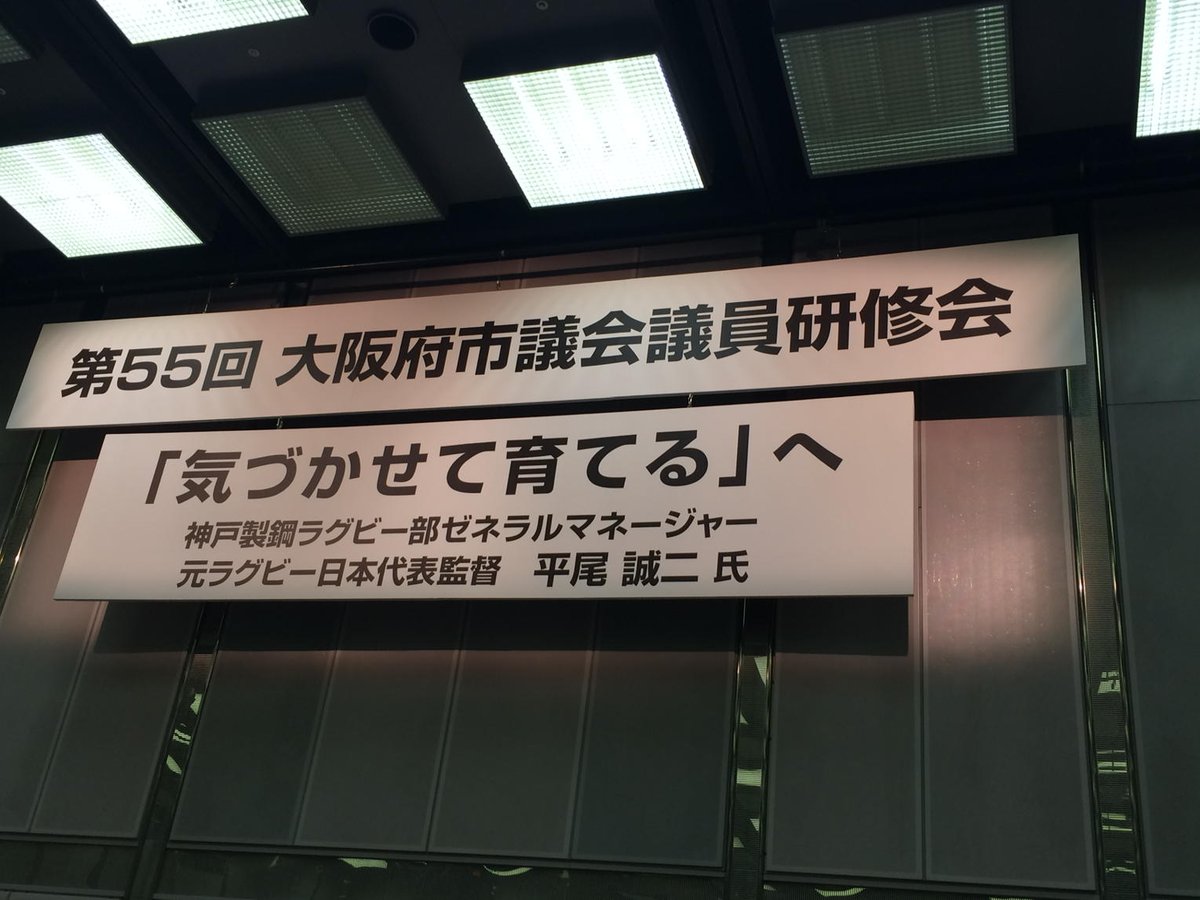 第55回 大阪府市議会議員研修会
「気づかせて育てる」へ
神戸製鋼ラグビー部ゼネラルマネージャー
元ラグビー日本代表監督　平尾 誠二 氏